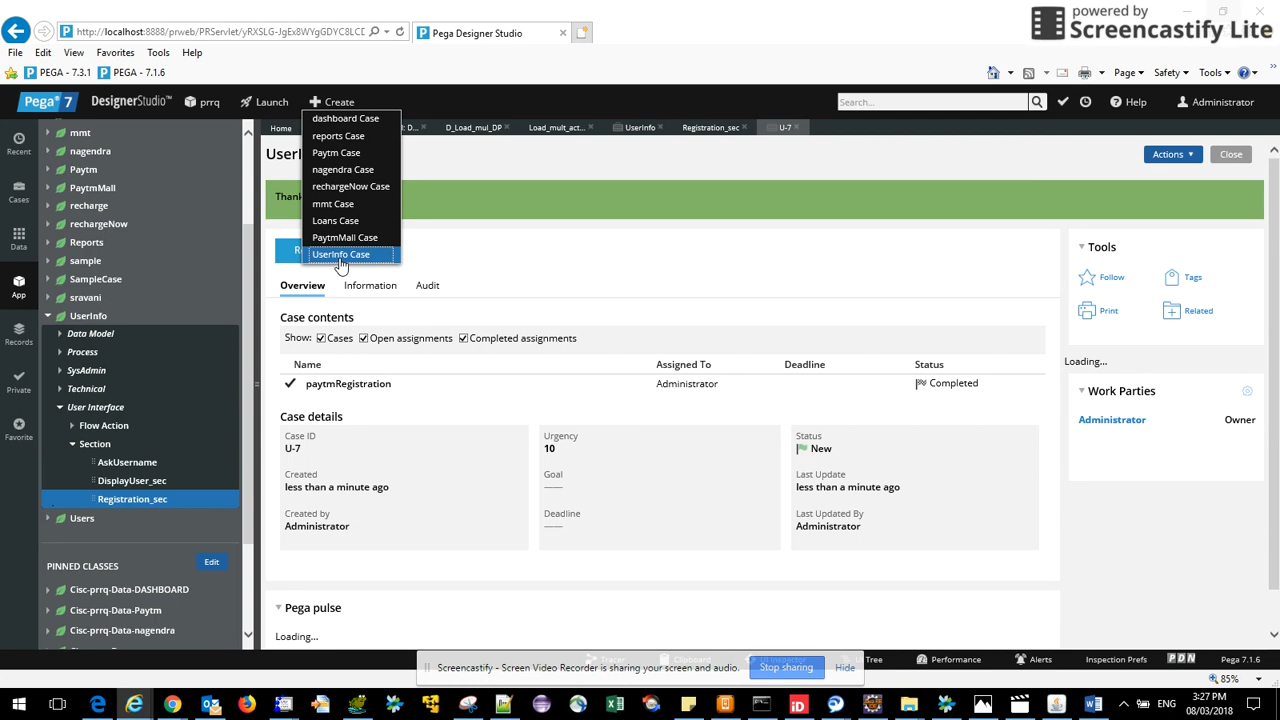 powered by
Screencastify Lite
http://localhost:8888/prweb/PRServlet/yRXSLG-JgEx8WYgGDYC8LCD
Pega Designer Studio
File Edit View Favorites Tools Help
PEGA - 7.3.1 PEGA - 7.1.6
Page Safety Tools
Pega 7 DesignerStudio prrq Launch Create
Search...
Help Administrator
dashboard Case
reports Case
Paytm Case
nagendra Case
rechargeNow Case
mmt Case
Loans Case
PaytmMall Case
UserInfo Case
Recent
Cases
Data
App
Records
Private
Favorite
mmt
nagendra
Paytm
PaytmMall
recharge
rechargeNow
Reports
sample
SampleCase
sravani
UserInfo
Data Model
Process
SysAdmin
Technical
User Interface
Flow Action
Section
AskUsername
DisplayUser_sec
Registration_sec
Users
PINNED CLASSES Edit
Cisc-prrq-Data-DASHBOARD
Cisc-prrq-Data-Paytm
Cisc-prrq-Data-nagendra
Home : D... D_Load_mul_DP Load_mult_act... UserInfo Registration_sec U-7
UserI
Actions Close
Thank
Overview Information Audit
Case contents
Show: Cases Open assignments Completed assignments
Name Assigned To Deadline Status
paytmRegistration Administrator Completed
Case details
Case ID Urgency Status
U-7 10 New
Created Goal Last Update
less than a minute ago —— less than a minute ago
Created by Deadline Last Updated By
Administrator —— Administrator
Pega pulse
Loading...
Tools
Follow Tags
Print Related
Loading...
Work Parties
Administrator Owner
Screencastify - Screen Video Recorder is sharing your screen and audio. Stop sharing Hide
Tracer Clipboard UI Inspector UI Tree Performance Alerts Inspection Prefs PDN Pega 7.1.6
85%
ENG
3:27 PM
08/03/2018